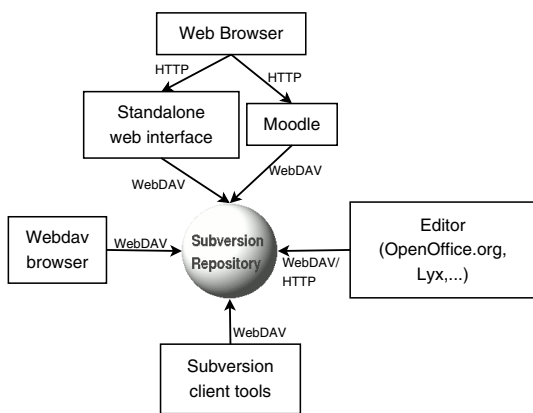 Web Browser
HTTP
HTTP
Standalone
web interface
Moodle
WebDAV
WebDAV
Webdav
browser
WebDAV
Subversion
Repository
WebDAV/
HTTP
Editor
(OpenOffice.org,
Lyx,...)
WebDAV
Subversion
client tools